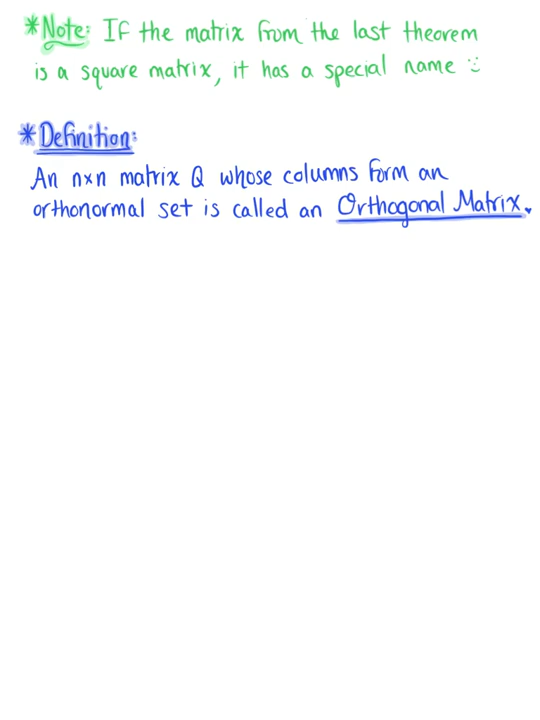 *Note: If the matrix from the last theorem
is a square matrix, it has a special name :)
*Definition:
An n×n matrix Q whose columns form an
orthonormal set is called an Orthogonal Matrix.